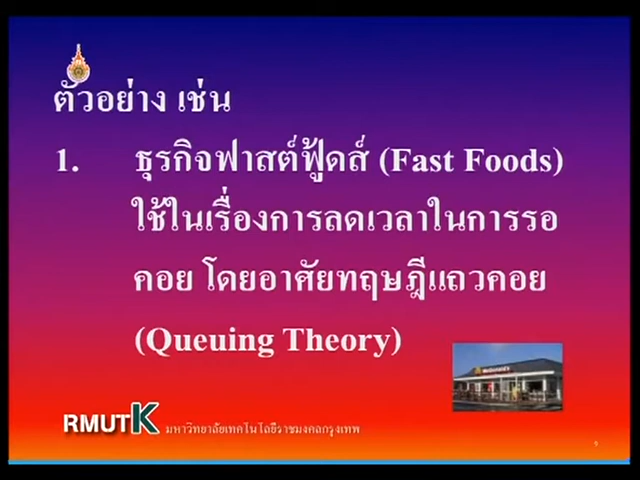 ตัวอย่าง เช่น
1. ธุรกิจฟาสต์ฟู้ดส์ (Fast Foods)
ใช้ในเรื่องการลดเวลาในการรอ
คอย โดยอาศัยทฤษฎีแถวคอย
(Queuing Theory)
RMUTK มหาวิทยาลัยเทคโนโลยีราชมงคลกรุงเทพ